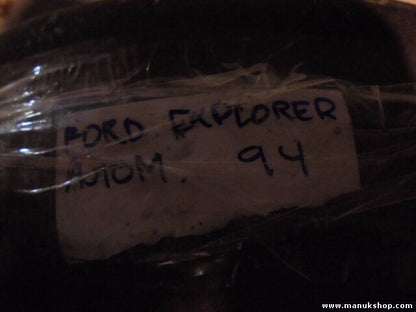 FORD EXPLORER
AUTOM. 94
www.manukshop.com